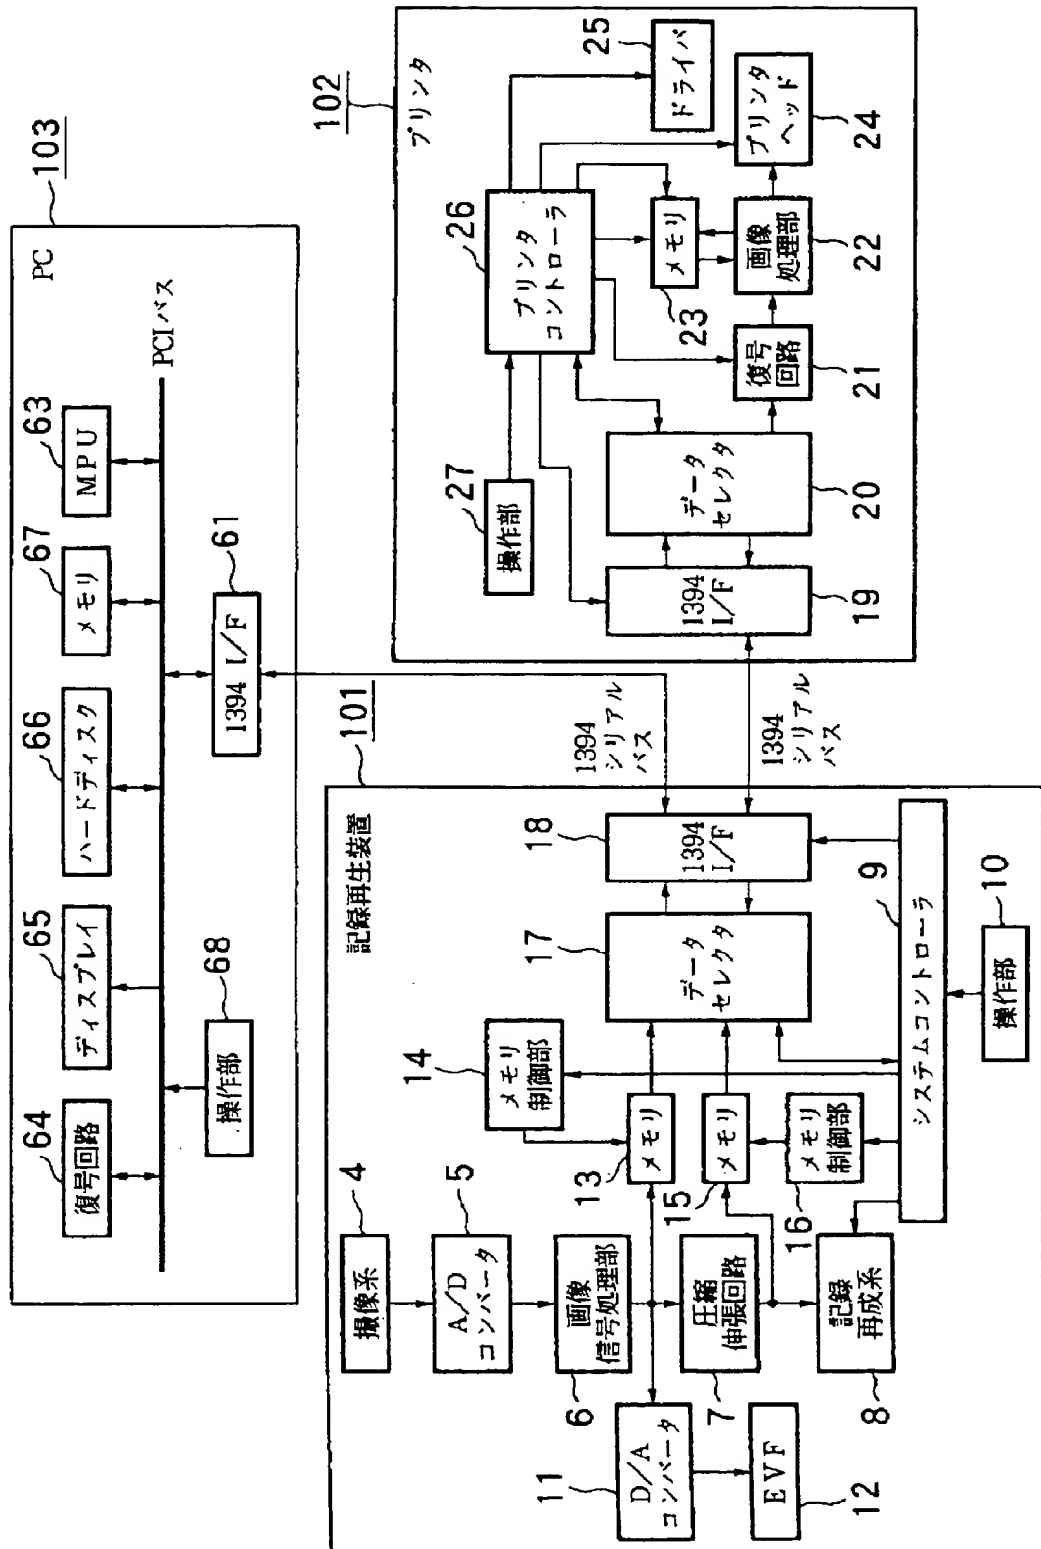 PC
103
64
復号回路
65
ディスプレイ
66
ハードディスク
67
メモリ
63
MPU
PCIバス
68
操作部
61
1394 I/F
101
記録再生装置
4
撮像系
5
A/D
コンバータ
6
画像
信号処理部
7
圧縮
伸張回路
8
記録
再成系
11
D/A
コンバータ
12
EVF
13
メモリ
14
メモリ
制御部
15
メモリ
16
メモリ
制御部
17
データ
セレクタ
18
1394
I/F
9
システムコントローラ
10
操作部
1394
シリアル
バス
1394
シリアル
バス
102
プリンタ
27
操作部
26
プリンタ
コントローラ
25
ドライバ
19
1394
I/F
20
データ
セレクタ
21
復号
回路
23
メモリ
22
画像
処理部
24
プリンタ
ヘッド